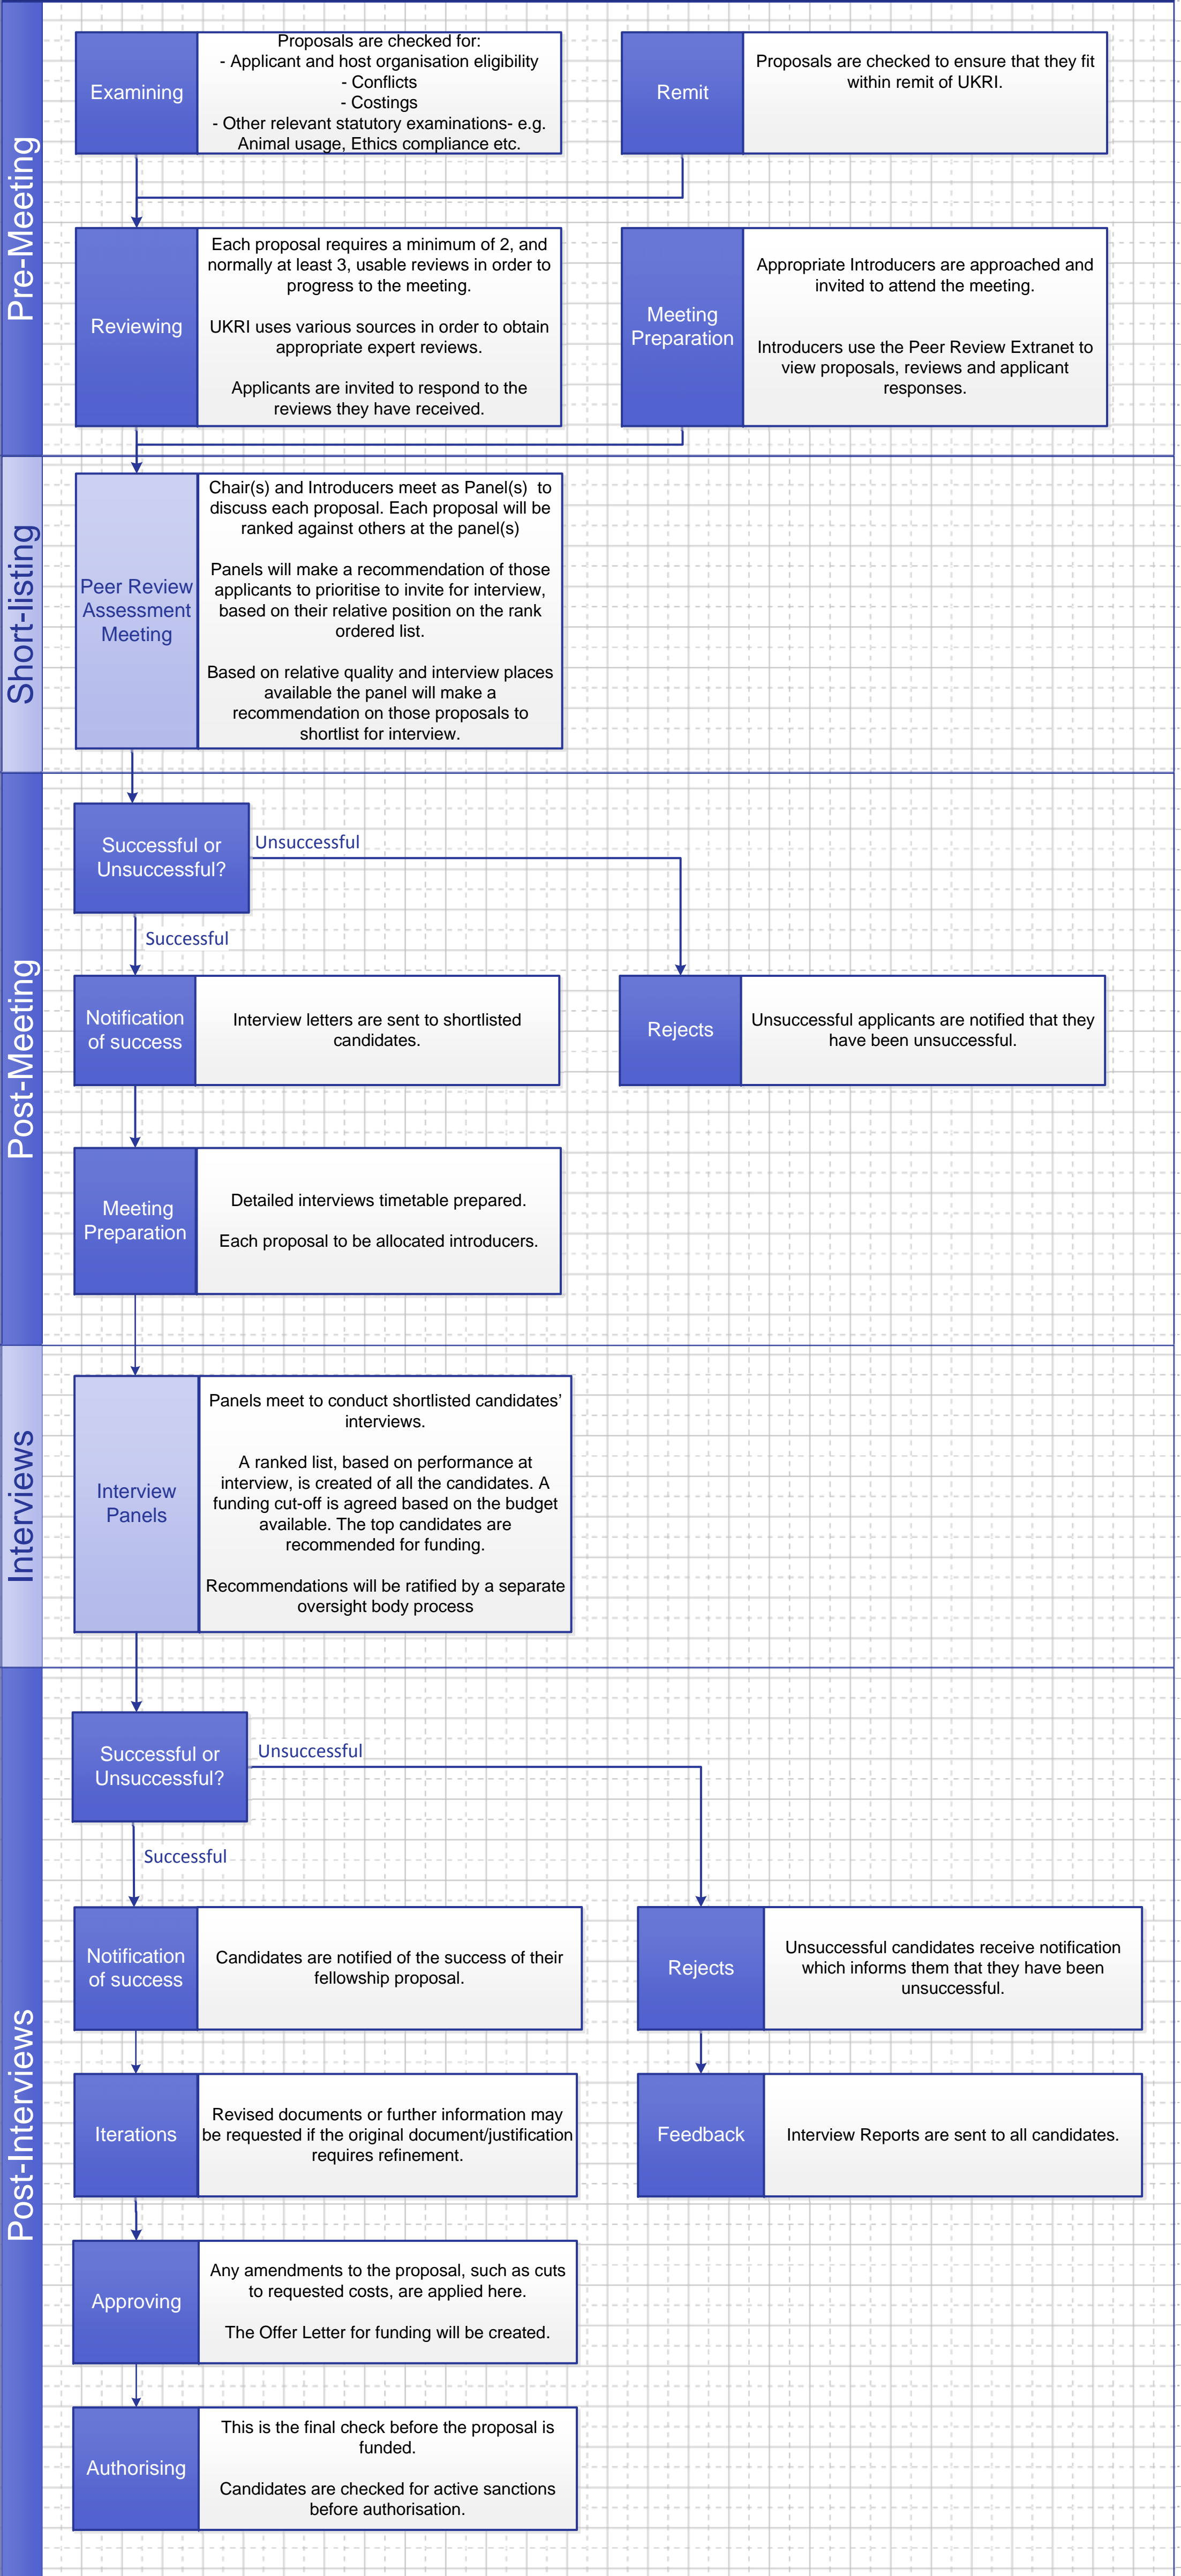 Pre-Meeting
Examining
Proposals are checked for:
- Applicant and host organisation eligibility
- Conflicts
- Costings
- Other relevant statutory examinations- e.g.
Animal usage, Ethics compliance etc.
Remit
Proposals are checked to ensure that they fit
within remit of UKRI.
Reviewing
Each proposal requires a minimum of 2, and
normally at least 3, usable reviews in order to
progress to the meeting.
UKRI uses various sources in order to obtain
appropriate expert reviews.
Applicants are invited to respond to the
reviews they have received.
Meeting
Preparation
Appropriate Introducers are approached and
invited to attend the meeting.
Introducers use the Peer Review Extranet to
view proposals, reviews and applicant
responses.
Short-listing
Peer Review
Assessment
Meeting
Chair(s) and Introducers meet as Panel(s) to
discuss each proposal. Each proposal will be
ranked against others at the panel(s)
Panels will make a recommendation of those
applicants to prioritise to invite for interview,
based on their relative position on the rank
ordered list.
Based on relative quality and interview places
available the panel will make a
recommendation on those proposals to
shortlist for interview.
Post-Meeting
Successful or
Unsuccessful?
Unsuccessful
Successful
Notification
of success
Interview letters are sent to shortlisted
candidates.
Rejects
Unsuccessful applicants are notified that they
have been unsuccessful.
Meeting
Preparation
Detailed interviews timetable prepared.
Each proposal to be allocated introducers.
Interviews
Interview
Panels
Panels meet to conduct shortlisted candidates’
interviews.
A ranked list, based on performance at
interview, is created of all the candidates. A
funding cut-off is agreed based on the budget
available. The top candidates are
recommended for funding.
Recommendations will be ratified by a separate
oversight body process
Post-Interviews
Successful or
Unsuccessful?
Unsuccessful
Successful
Notification
of success
Candidates are notified of the success of their
fellowship proposal.
Rejects
Unsuccessful candidates receive notification
which informs them that they have been
unsuccessful.
Iterations
Revised documents or further information may
be requested if the original document/justification
requires refinement.
Feedback
Interview Reports are sent to all candidates.
Approving
Any amendments to the proposal, such as cuts
to requested costs, are applied here.
The Offer Letter for funding will be created.
Authorising
This is the final check before the proposal is
funded.
Candidates are checked for active sanctions
before authorisation.